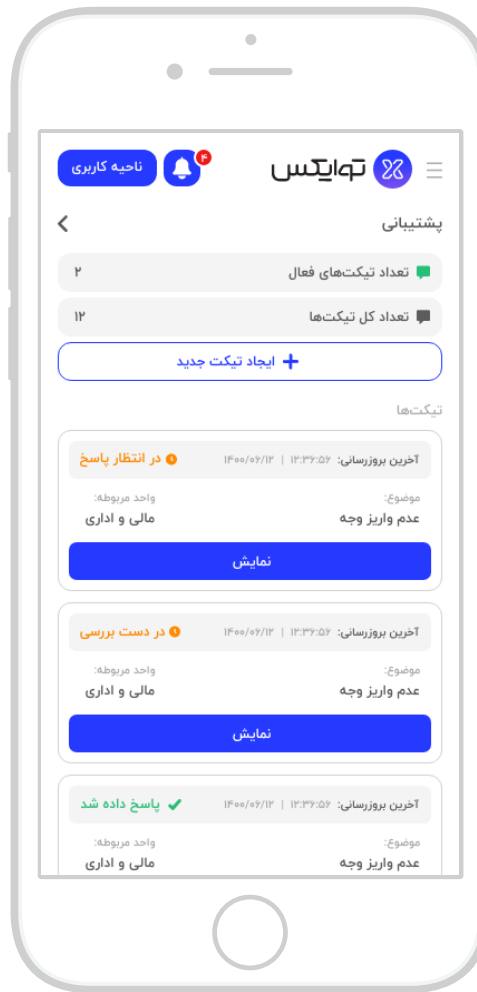 توایکس
۴
ناحیه کاربری
پشتیبانی
تعداد تیکت‌های فعال ۲
تعداد کل تیکت‌ها ۱۲
ایجاد تیکت جدید
تیکت‌ها
آخرین بروزرسانی: ۱۲:۳۶:۵۶ | ۱۴۰۰/۰۶/۱۲ در انتظار پاسخ
موضوع: واحد مربوطه:
عدم واریز وجه مالی و اداری
نمایش
آخرین بروزرسانی: ۱۲:۳۶:۵۶ | ۱۴۰۰/۰۶/۱۲ در دست بررسی
موضوع: واحد مربوطه:
عدم واریز وجه مالی و اداری
نمایش
آخرین بروزرسانی: ۱۲:۳۶:۵۶ | ۱۴۰۰/۰۶/۱۲ پاسخ داده شد
موضوع: واحد مربوطه:
عدم واریز وجه مالی و اداری